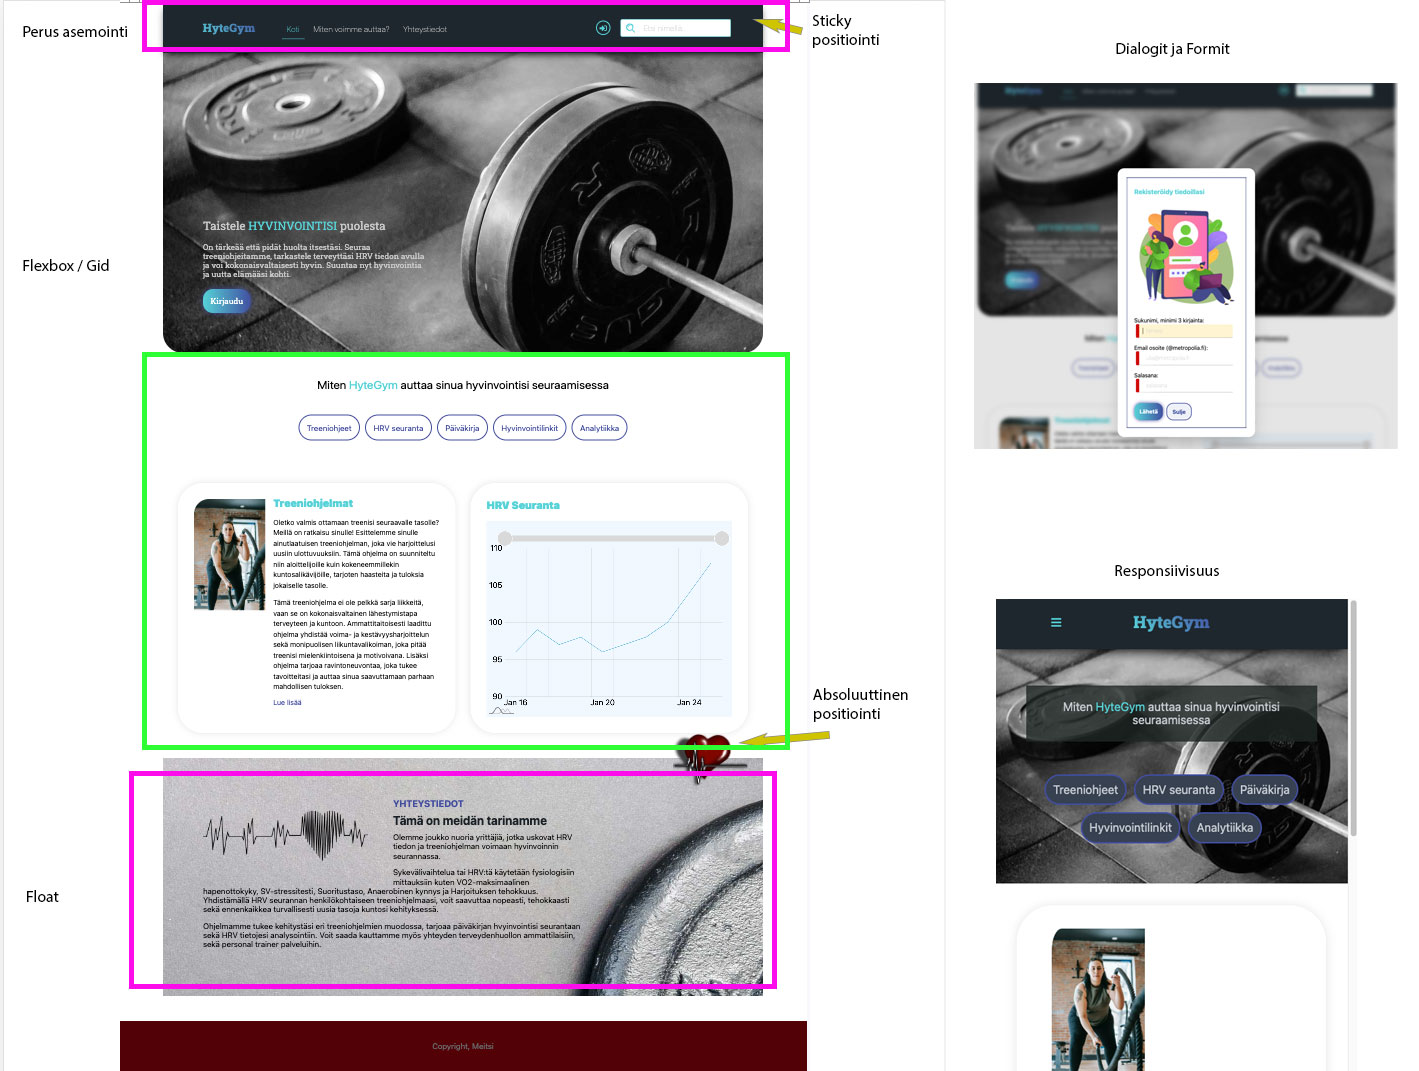 Perus asemointi
HyteGym
Koti
Miten voimme auttaa?
Yhteystiedot
Etsi nimellä...
Sticky
positiointi
Taistele HYVINVOINTISI puolesta
On tärkeää että pidät huolta itsestäsi. Seuraa
treeniohjeitamme, tarkastele terveyttäsi HRV tiedon avulla
ja voi kokonaisvaltaisesti hyvin. Suuntaa nyt hyvinvointia
ja uutta elämääsi kohti.
Kirjaudu
Flexbox / Gid
Miten HyteGym auttaa sinua hyvinvointisi seuraamisessa
Treeniohjeet
HRV seuranta
Päiväkirja
Hyvinvointilinkit
Analytiikka
Treeniohjelmat
Oletko valmis ottamaan treenisi seuraavalle tasolle?
Meillä on ratkaisu sinulle! Esittelemme sinulle
ainutlaatuisen treeniohjelman, joka vie harjoittelusi
uusiin ulottuvuuksiin. Tämä ohjelma on suunniteltu
niin aloittelijoille kuin kokeneemmillekin
kuntosalikävijöille, tarjoten haasteita ja tuloksia
jokaiselle tasolle.
Tämä treeniohjelma ei ole pelkkä sarja liikkeitä,
vaan se on kokonaisvaltainen lähestymistapa
terveyteen ja kuntoon. Ammattitaitoisesti laadittu
ohjelma yhdistää voima- ja kestävyysharjoittelun
sekä monipuolisen liikuntavalikoiman, joka pitää
treenisi mielenkiintoisena ja motivoivana. Lisäksi
ohjelma tarjoaa ravintoneuvontaa, joka tukee
tavoitteitasi ja auttaa sinua saavuttamaan parhaan
mahdollisen tuloksen.
Lue lisää
HRV Seuranta
110
105
100
95
90
Jan 16
Jan 20
Jan 24
Absoluuttinen
positiointi
Float
YHTEYSTIEDOT
Tämä on meidän tarinamme
Olemme joukko nuoria yrittäjiä, jotka uskovat HRV
tiedon ja treeniohjelman voimaan hyvinvoinnin
seurannassa.
Sykevälivaihtelua tai HRV:tä käytetään fysiologisiin
mittauksiin kuten VO2-maksimaalinen
hapenottokyky, SV-stressitesti, Suoritustaso, Anaerobinen kynnys ja Harjoituksen tehokkuus.
Yhdistämällä HRV seurannan henkilökohtaiseen treeniohjelmaasi, voit saavuttaa nopeasti, tehokkaasti
sekä ennenkaikkea turvallisesti uusia tasoja kuntosi kehityksessä.
Ohjelmamme tukee kehitystäsi eri treeniohjelmien muodossa, tarjoaa päiväkirjan hvyinvointisi seurantaan
sekä HRV tietojesi analysointiin. Voit saada kauttamme myös yhteyden terveydenhuollon ammattilaisiin,
sekä personal trainer palveluihin.
Copyright, Meitsi
Dialogit ja Formit
HyteGym
Rekisteröidy tiedoillasi
Sukunimi, minimi 3 kirjainta:
Email osoite (@metropolia.fi):
Salasana:
Lähetä
Sulje
Responsiivisuus
HyteGym
Miten HyteGym auttaa sinua hyvinvointisi
seuraamisessa
Treeniohjeet
HRV seuranta
Päiväkirja
Hyvinvointilinkit
Analytiikka